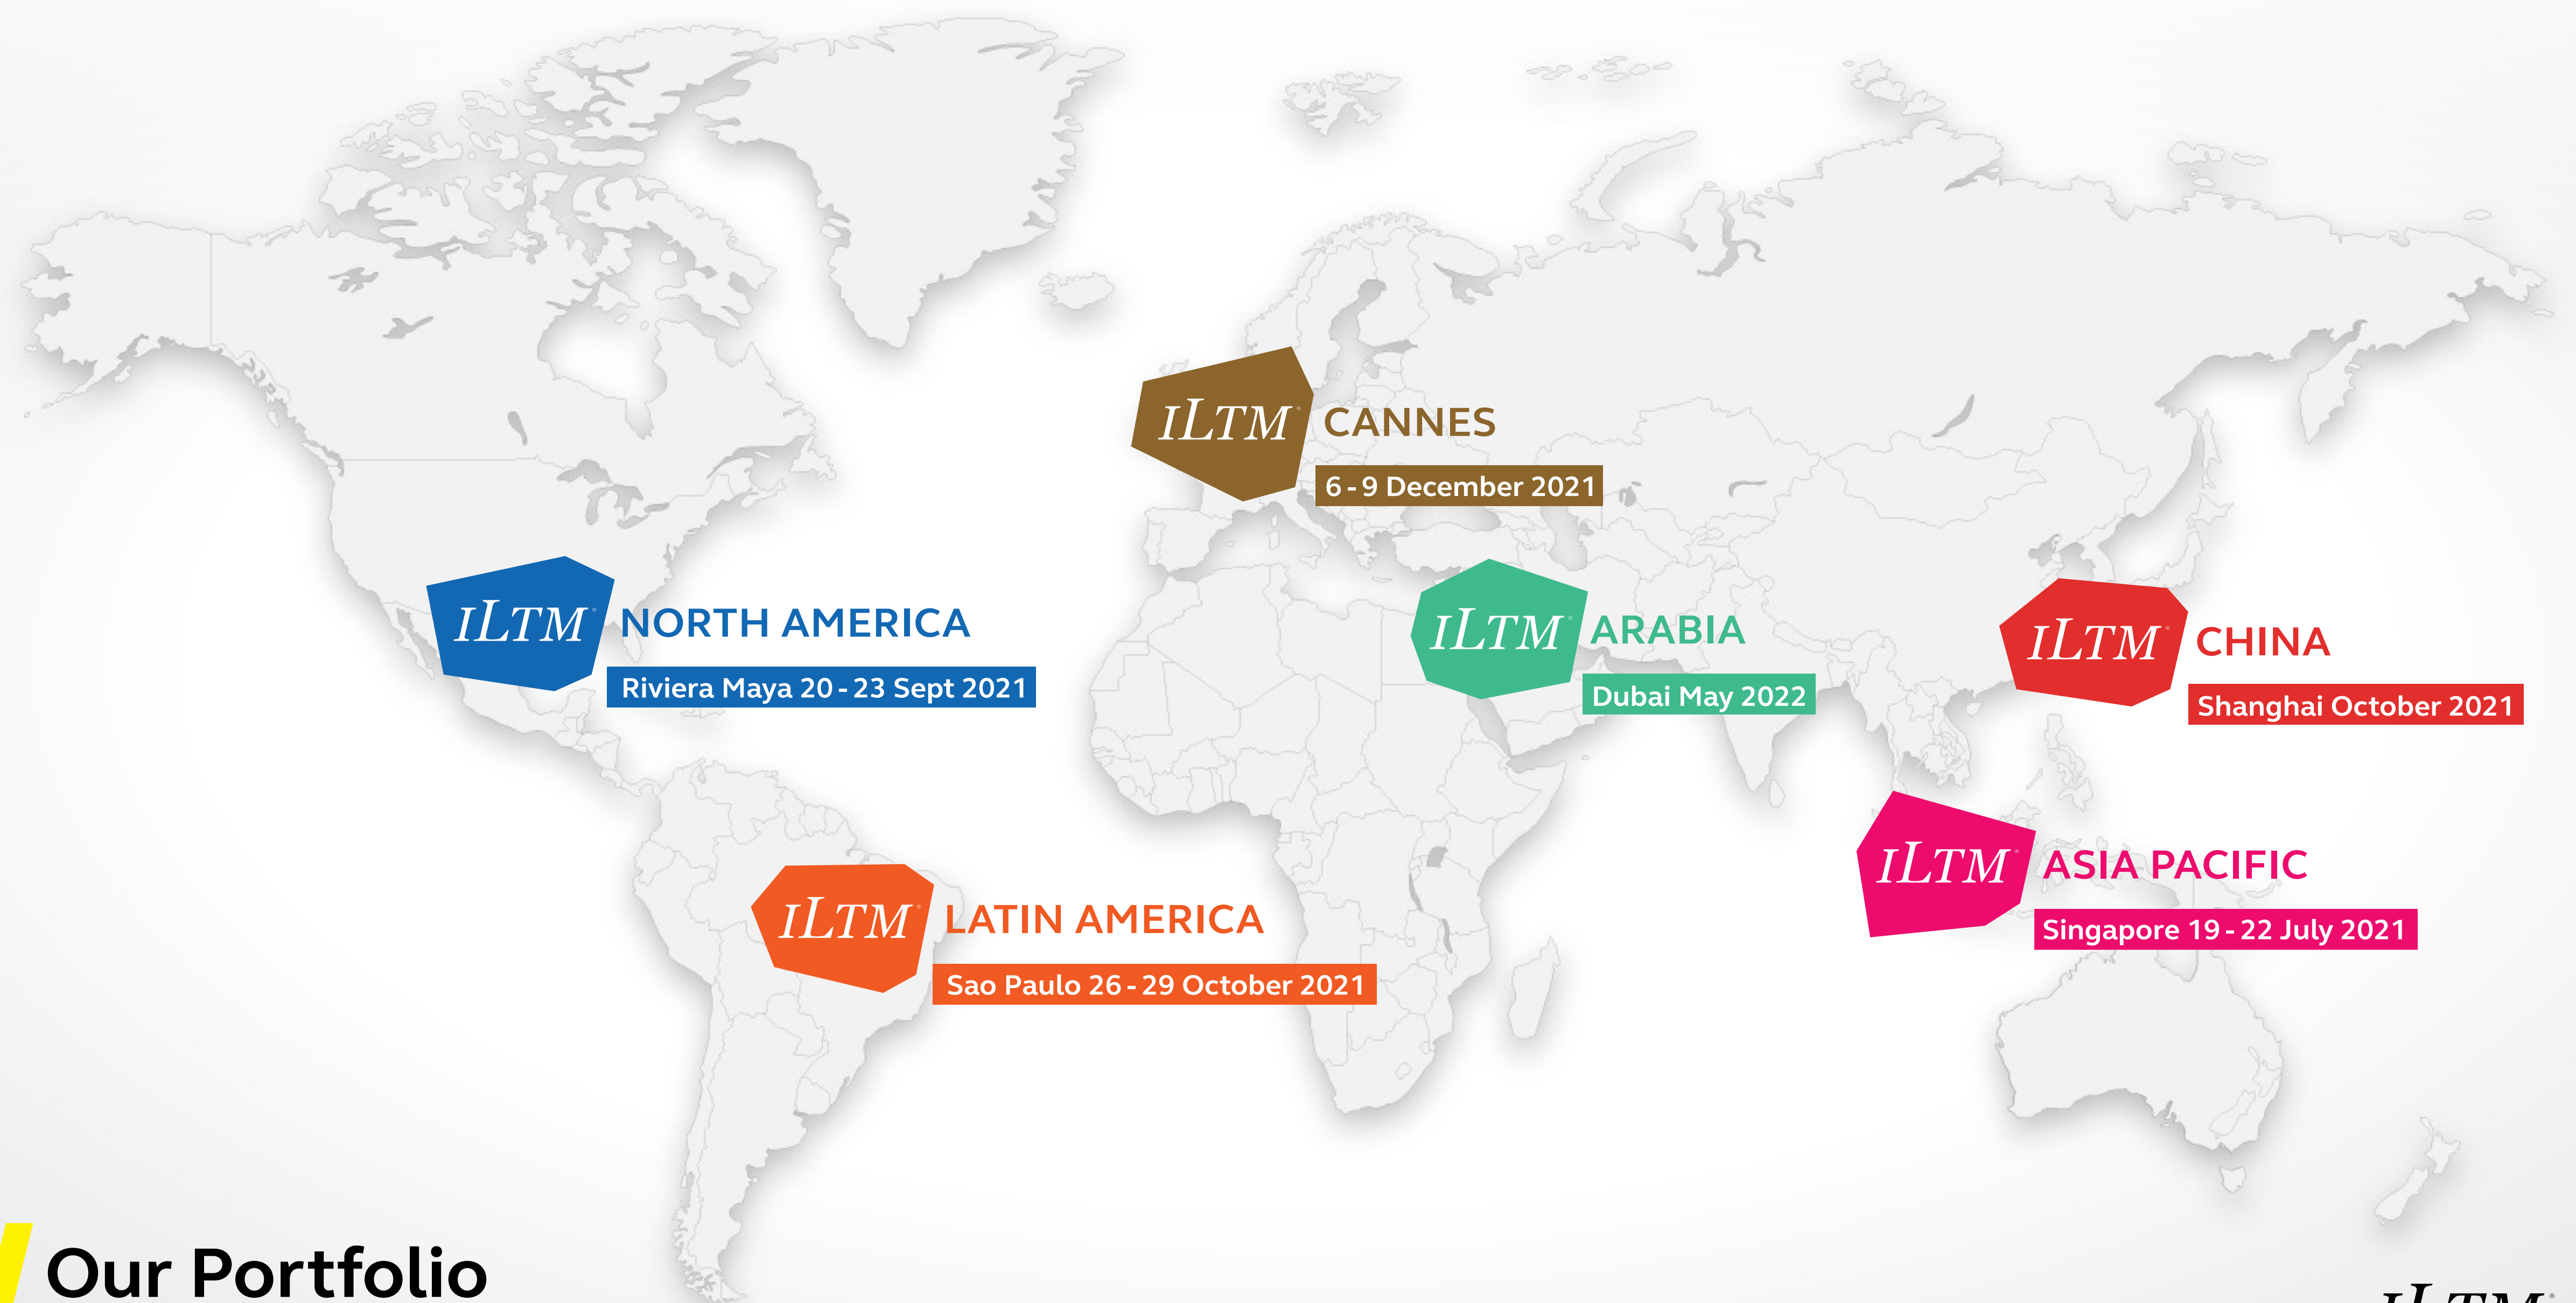 ILTM® CANNES
6 - 9 December 2021
ILTM® NORTH AMERICA
Riviera Maya 20 - 23 Sept 2021
ILTM® ARABIA
Dubai May 2022
ILTM® CHINA
Shanghai October 2021
ILTM® ASIA PACIFIC
Singapore 19 - 22 July 2021
ILTM® LATIN AMERICA
Sao Paulo 26 - 29 October 2021
Our Portfolio
ILTM®